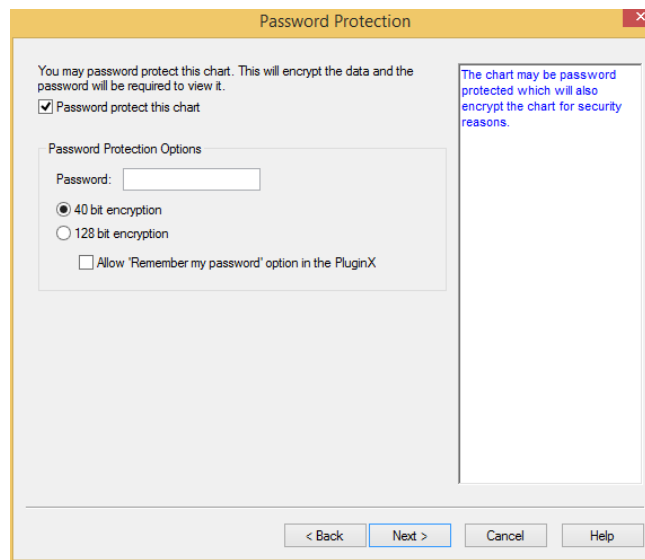 Password Protection
You may password protect this chart. This will encrypt the data and the
password will be required to view it.
Password protect this chart
Password Protection Options
Password:
40 bit encryption
128 bit encryption
Allow 'Remember my password' option in the PluginX
The chart may be password
protected which will also
encrypt the chart for security
reasons.
< Back
Next >
Cancel
Help